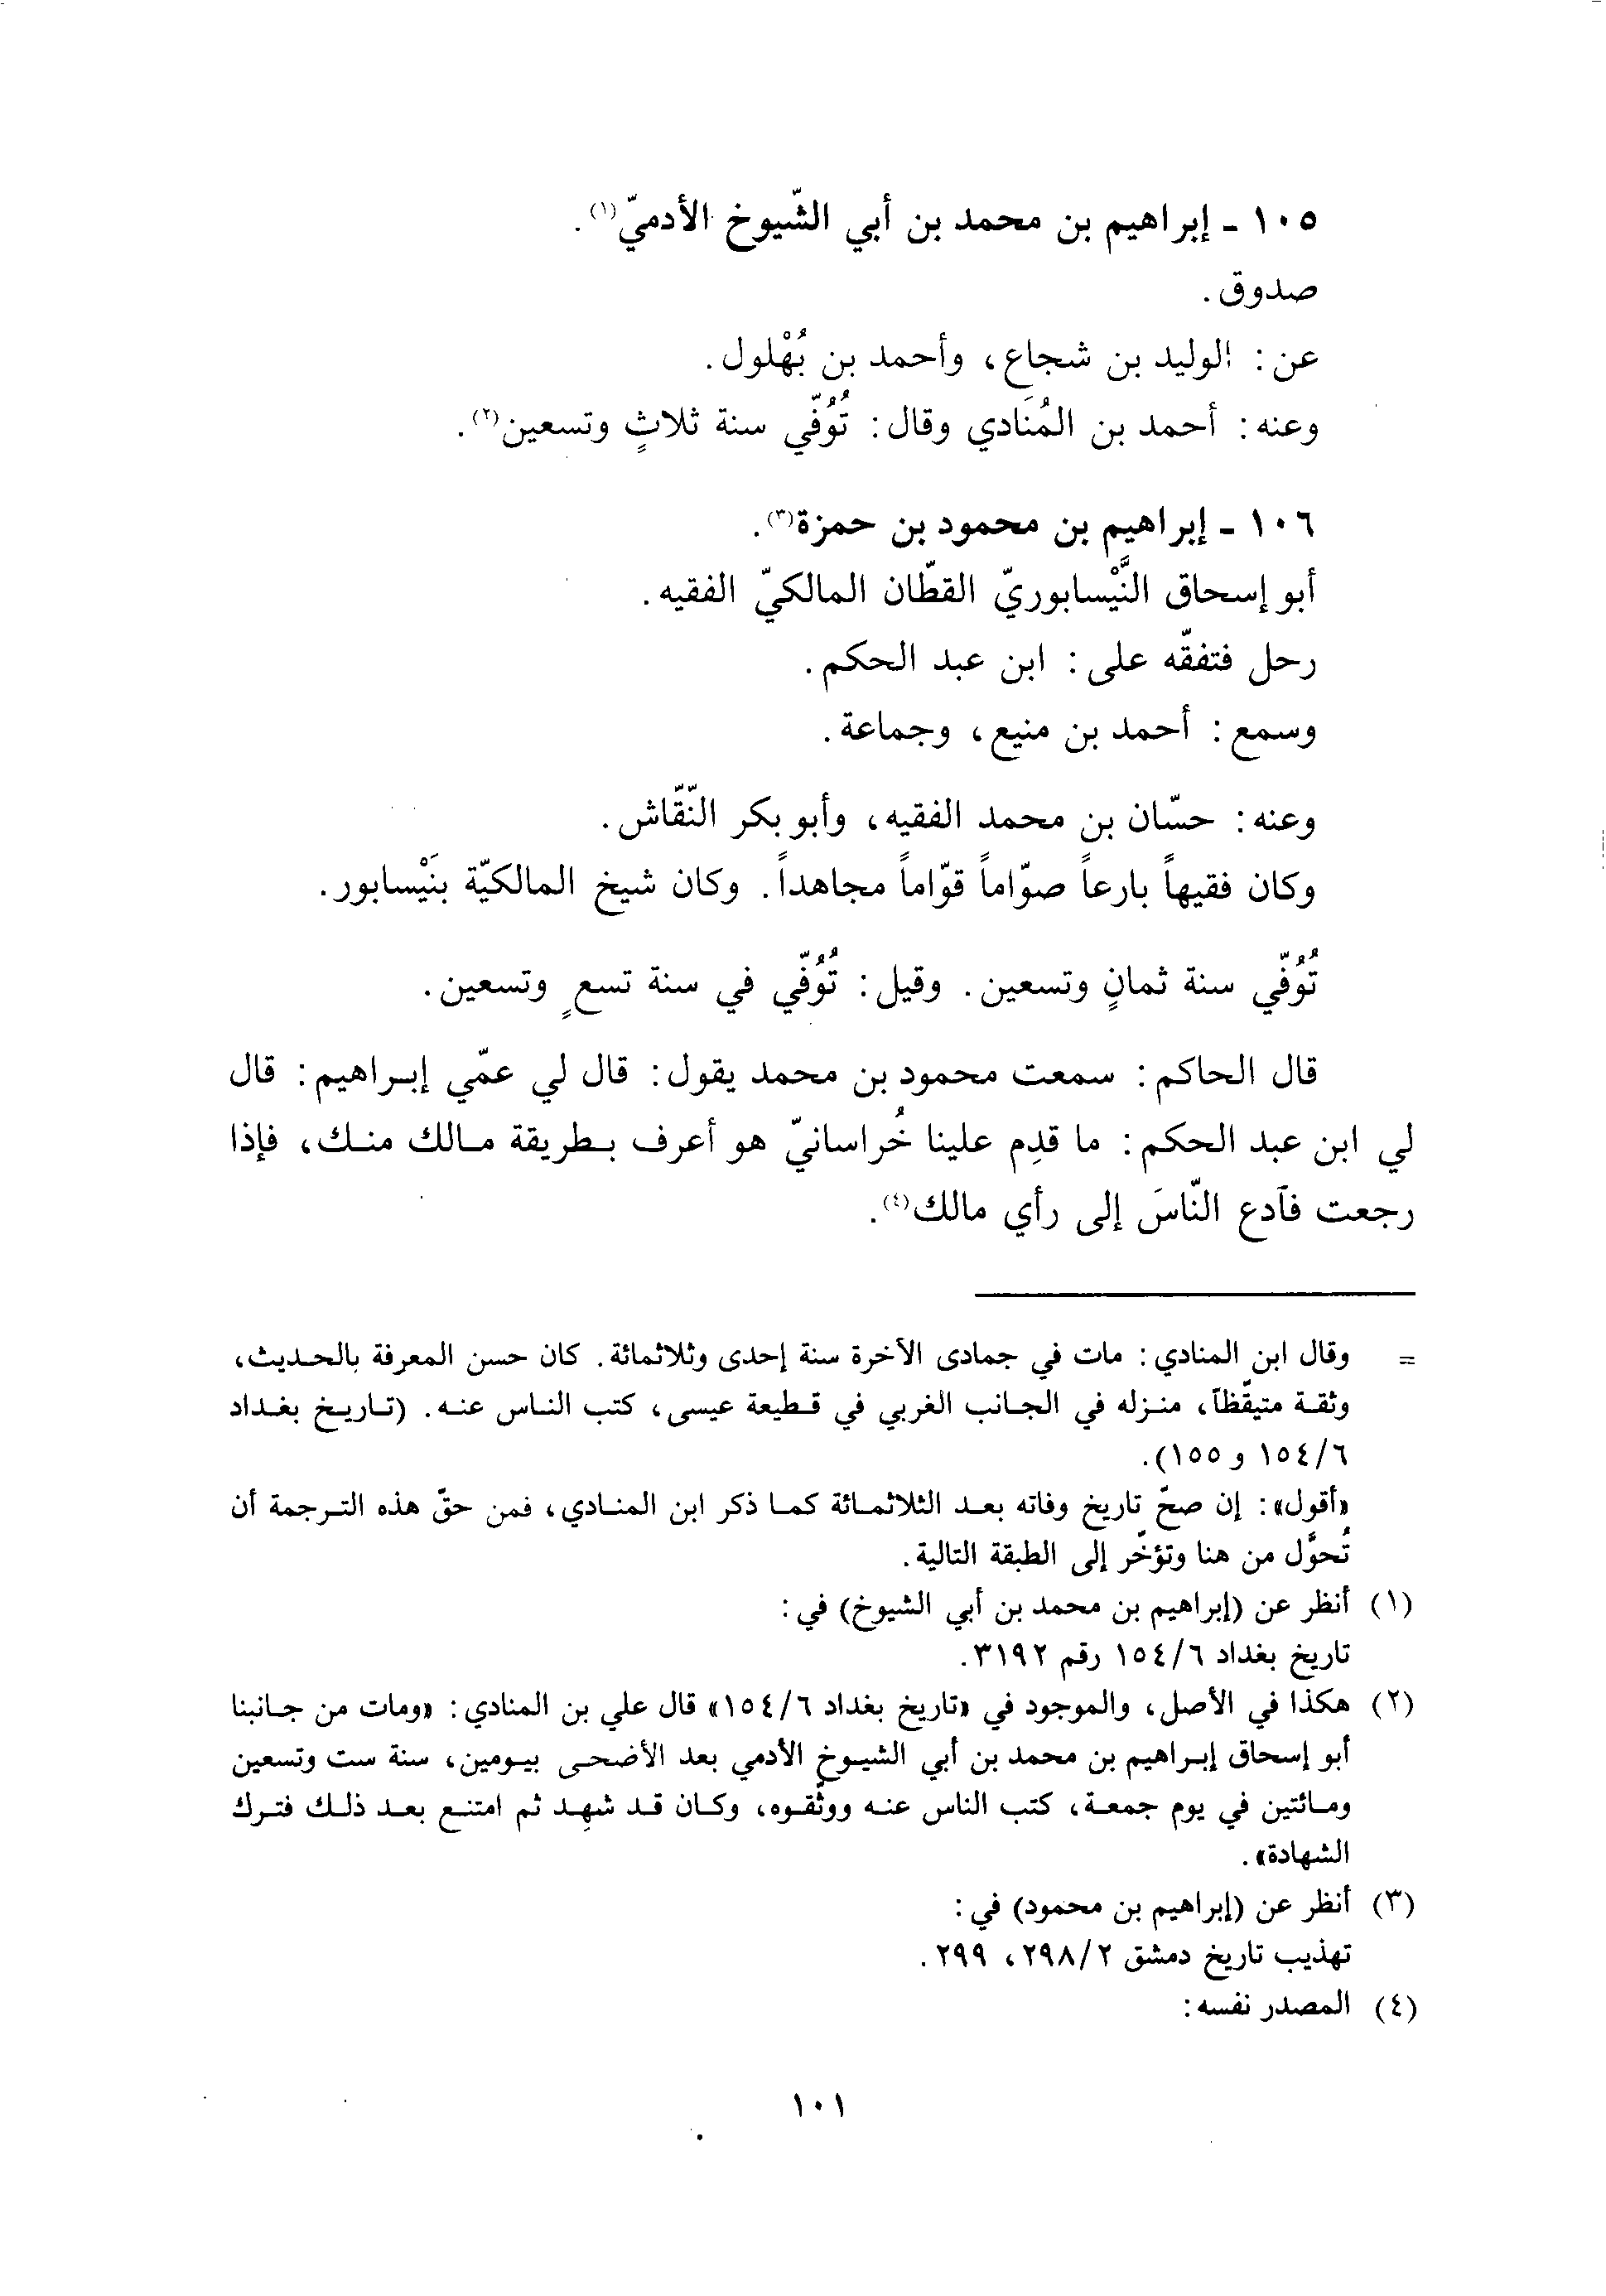 ١٠٥ - إبراهيم بن محمد بن أبي الشّيوخ الأدميّ(١).
صدوق.
عن: الوليد بن شجاع، وأحمد بن بُهْلول.
وعنه: أحمد بن المُنَادي وقال: تُوُفّي سنة ثلاثٍ وتسعين(٢).
١٠٦ - إبراهيم بن محمود بن حمزة(٣).
أبو إسحاق النَّيْسابوريّ القطّان المالكيّ الفقيه.
رحل فتفقّه على: ابن عبد الحكم.
وسمع: أحمد بن منيع، وجماعة.
وعنه: حسّان بن محمد الفقيه، وأبو بكر النّقّاش.
وكان فقيهاً بارعاً صوّاماً قوّاماً مجاهداً. وكان شيخ المالكيّة بنَيْسابور.
تُوُفّي سنة ثمانٍ وتسعين. وقيل: تُوُفّي في سنة تسعٍ وتسعين.
قال الحاكم: سمعت محمود بن محمد يقول: قال لي عمّي إبراهيم: قال
لي ابن عبد الحكم: ما قدِم علينا خُراسانيّ هو أعرف بطريقة مالك منك، فإذا
رجعت فآدع النّاسَ إلى رأي مالك(٤).
= وقال ابن المنادي: مات في جمادى الآخرة سنة إحدى وثلاثمائة. كان حسن المعرفة بالحديث،
وثقة متيقّظاً، منزله في الجانب الغربي في قطيعة عيسى، كتب الناس عنه. (تاريخ بغداد
٦/١٥٤ و ١٥٥).
«أقول»: إن صحّ تاريخ وفاته بعد الثلاثمائة كما ذكر ابن المنادي، فمن حقّ هذه الترجمة أن
تُحوَّل من هنا وتؤخّر إلى الطبقة التالية.
(١) أنظر عن (إبراهيم بن محمد بن أبي الشيوخ) في:
تاريخ بغداد ٦/١٥٤ رقم ٣١٩٢.
(٢) هكذا في الأصل، والموجود في «تاريخ بغداد ٦/١٥٤» قال علي بن المنادي: «ومات من جانبنا
أبو إسحاق إبراهيم بن محمد بن أبي الشيوخ الأدمي بعد الأضحى بيومين، سنة ست وتسعين
ومائتين في يوم جمعة، كتب الناس عنه ووثّقوه، وكان قد شهِد ثم امتنع بعد ذلك فترك
الشهادة».
(٣) أنظر عن (إبراهيم بن محمود) في:
تهذيب تاريخ دمشق ٢/٢٩٨، ٢٩٩.
(٤) المصدر نفسه:
١٠١